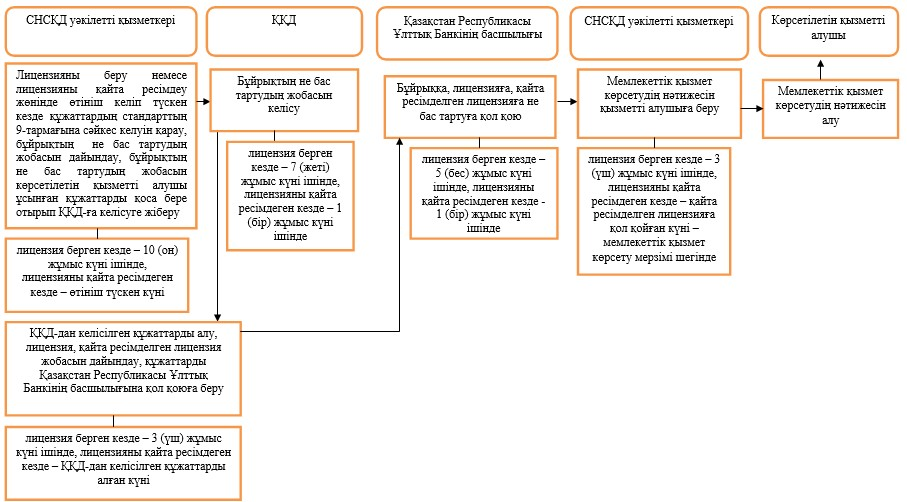 СНСҚД уәкілетті қызметкері
ҚҚД
Қазақстан Республикасы
Ұлттық Банкінің басшылығы
СНСҚД уәкілетті қызметкері
Көрсетілетін қызметті
алушы
Лицензияны беру немесе
лицензияны қайта ресімдеу
жөнінде өтініш келіп түскен
кезде құжаттардың стандарттың
9-тармағына сәйкес келуін қарау,
бұйрықтың не бас тартудың
жобасын дайындау, бұйрықтың
не бас тартудың жобасын
көрсетілетін қызметті алушы
ұсынған құжаттарды қоса бере
отырып ҚҚД-ға келісуге жіберу
Бұйрықтың не бас
тартудың жобасын
келісу
Бұйрыққа, лицензияға, қайта
ресімделген лицензияға не
бас тартуға қол қою
Мемлекеттік қызмет
көрсетудің нәтижесін
қызметті алушыға беру
Мемлекеттік қызмет
көрсетудің нәтижесін
алу
лицензия берген кезде – 10 (он)
жұмыс күні ішінде,
лицензияны қайта ресімдеген
кезде – өтініш түскен күні
лицензия берген
кезде – 7 (жеті)
жұмыс күні ішінде,
лицензияны қайта
ресімдеген кезде – 1
(бір) жұмыс күні
ішінде
лицензия берген кезде –
5 (бес) жұмыс күні
ішінде, лицензияны
қайта ресімдеген кезде -
1 (бір) жұмыс күні
ішінде
лицензия берген кезде – 3
(үш) жұмыс күні ішінде,
лицензияны қайта
ресімдеген кезде – қайта
ресімделген лицензияға
қол қойған күні –
мемлекеттік қызмет
көрсету мерзімі шегінде
ҚҚД-дан келісілген құжаттарды алу,
лицензия, қайта ресімделген лицензия
жобасын дайындау, құжаттарды
Қазақстан Республикасы Ұлттық
Банкінің басшылығына қол қоюға беру
лицензия берген кезде – 3 (үш) жұмыс
күні ішінде, лицензияны қайта ресімдеген
кезде – ҚҚД-дан келісілген құжаттарды
алған күні